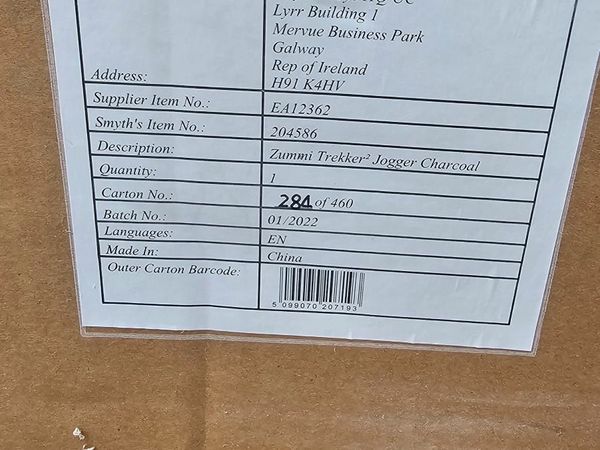 Lyrr Building 1
Mervue Business Park
Galway
Rep of Ireland
Address: H91 K4HV
Supplier Item No.: EA12362
Smyth's Item No.: 204586
Description: Zummi Trekker² Jogger Charcoal
Quantity: 1
Carton No.: 284 of 460
Batch No.: 01/2022
Languages: EN
Made In: China
Outer Carton Barcode:
5 099070 207193